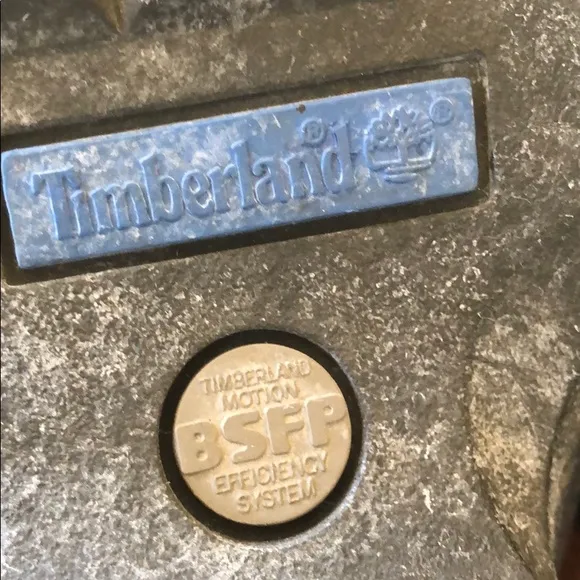 Timberland®
®
TIMBERLAND
MOTION
BSFP
EFFICIENCY
SYSTEM